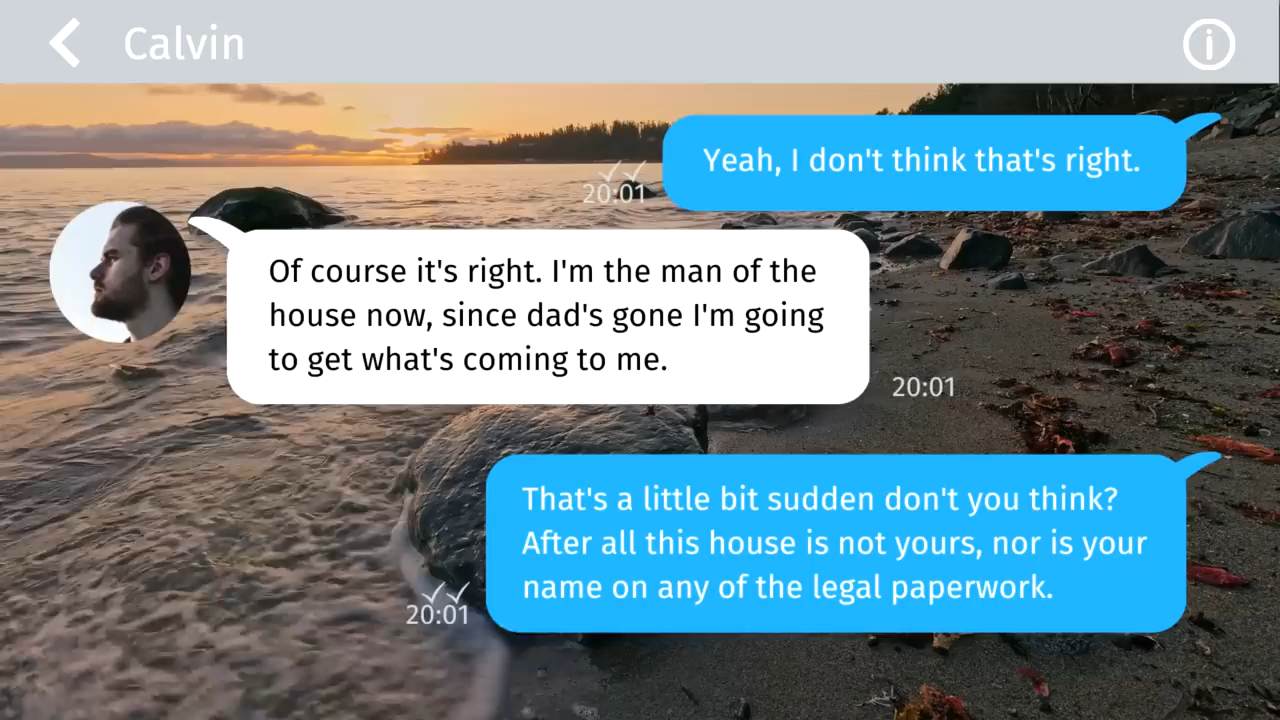 Calvin
Yeah, I don't think that's right.
20:01
Of course it's right. I'm the man of the
house now, since dad's gone I'm going
to get what's coming to me.
20:01
That's a little bit sudden don't you think?
After all this house is not yours, nor is your
name on any of the legal paperwork.
20:01